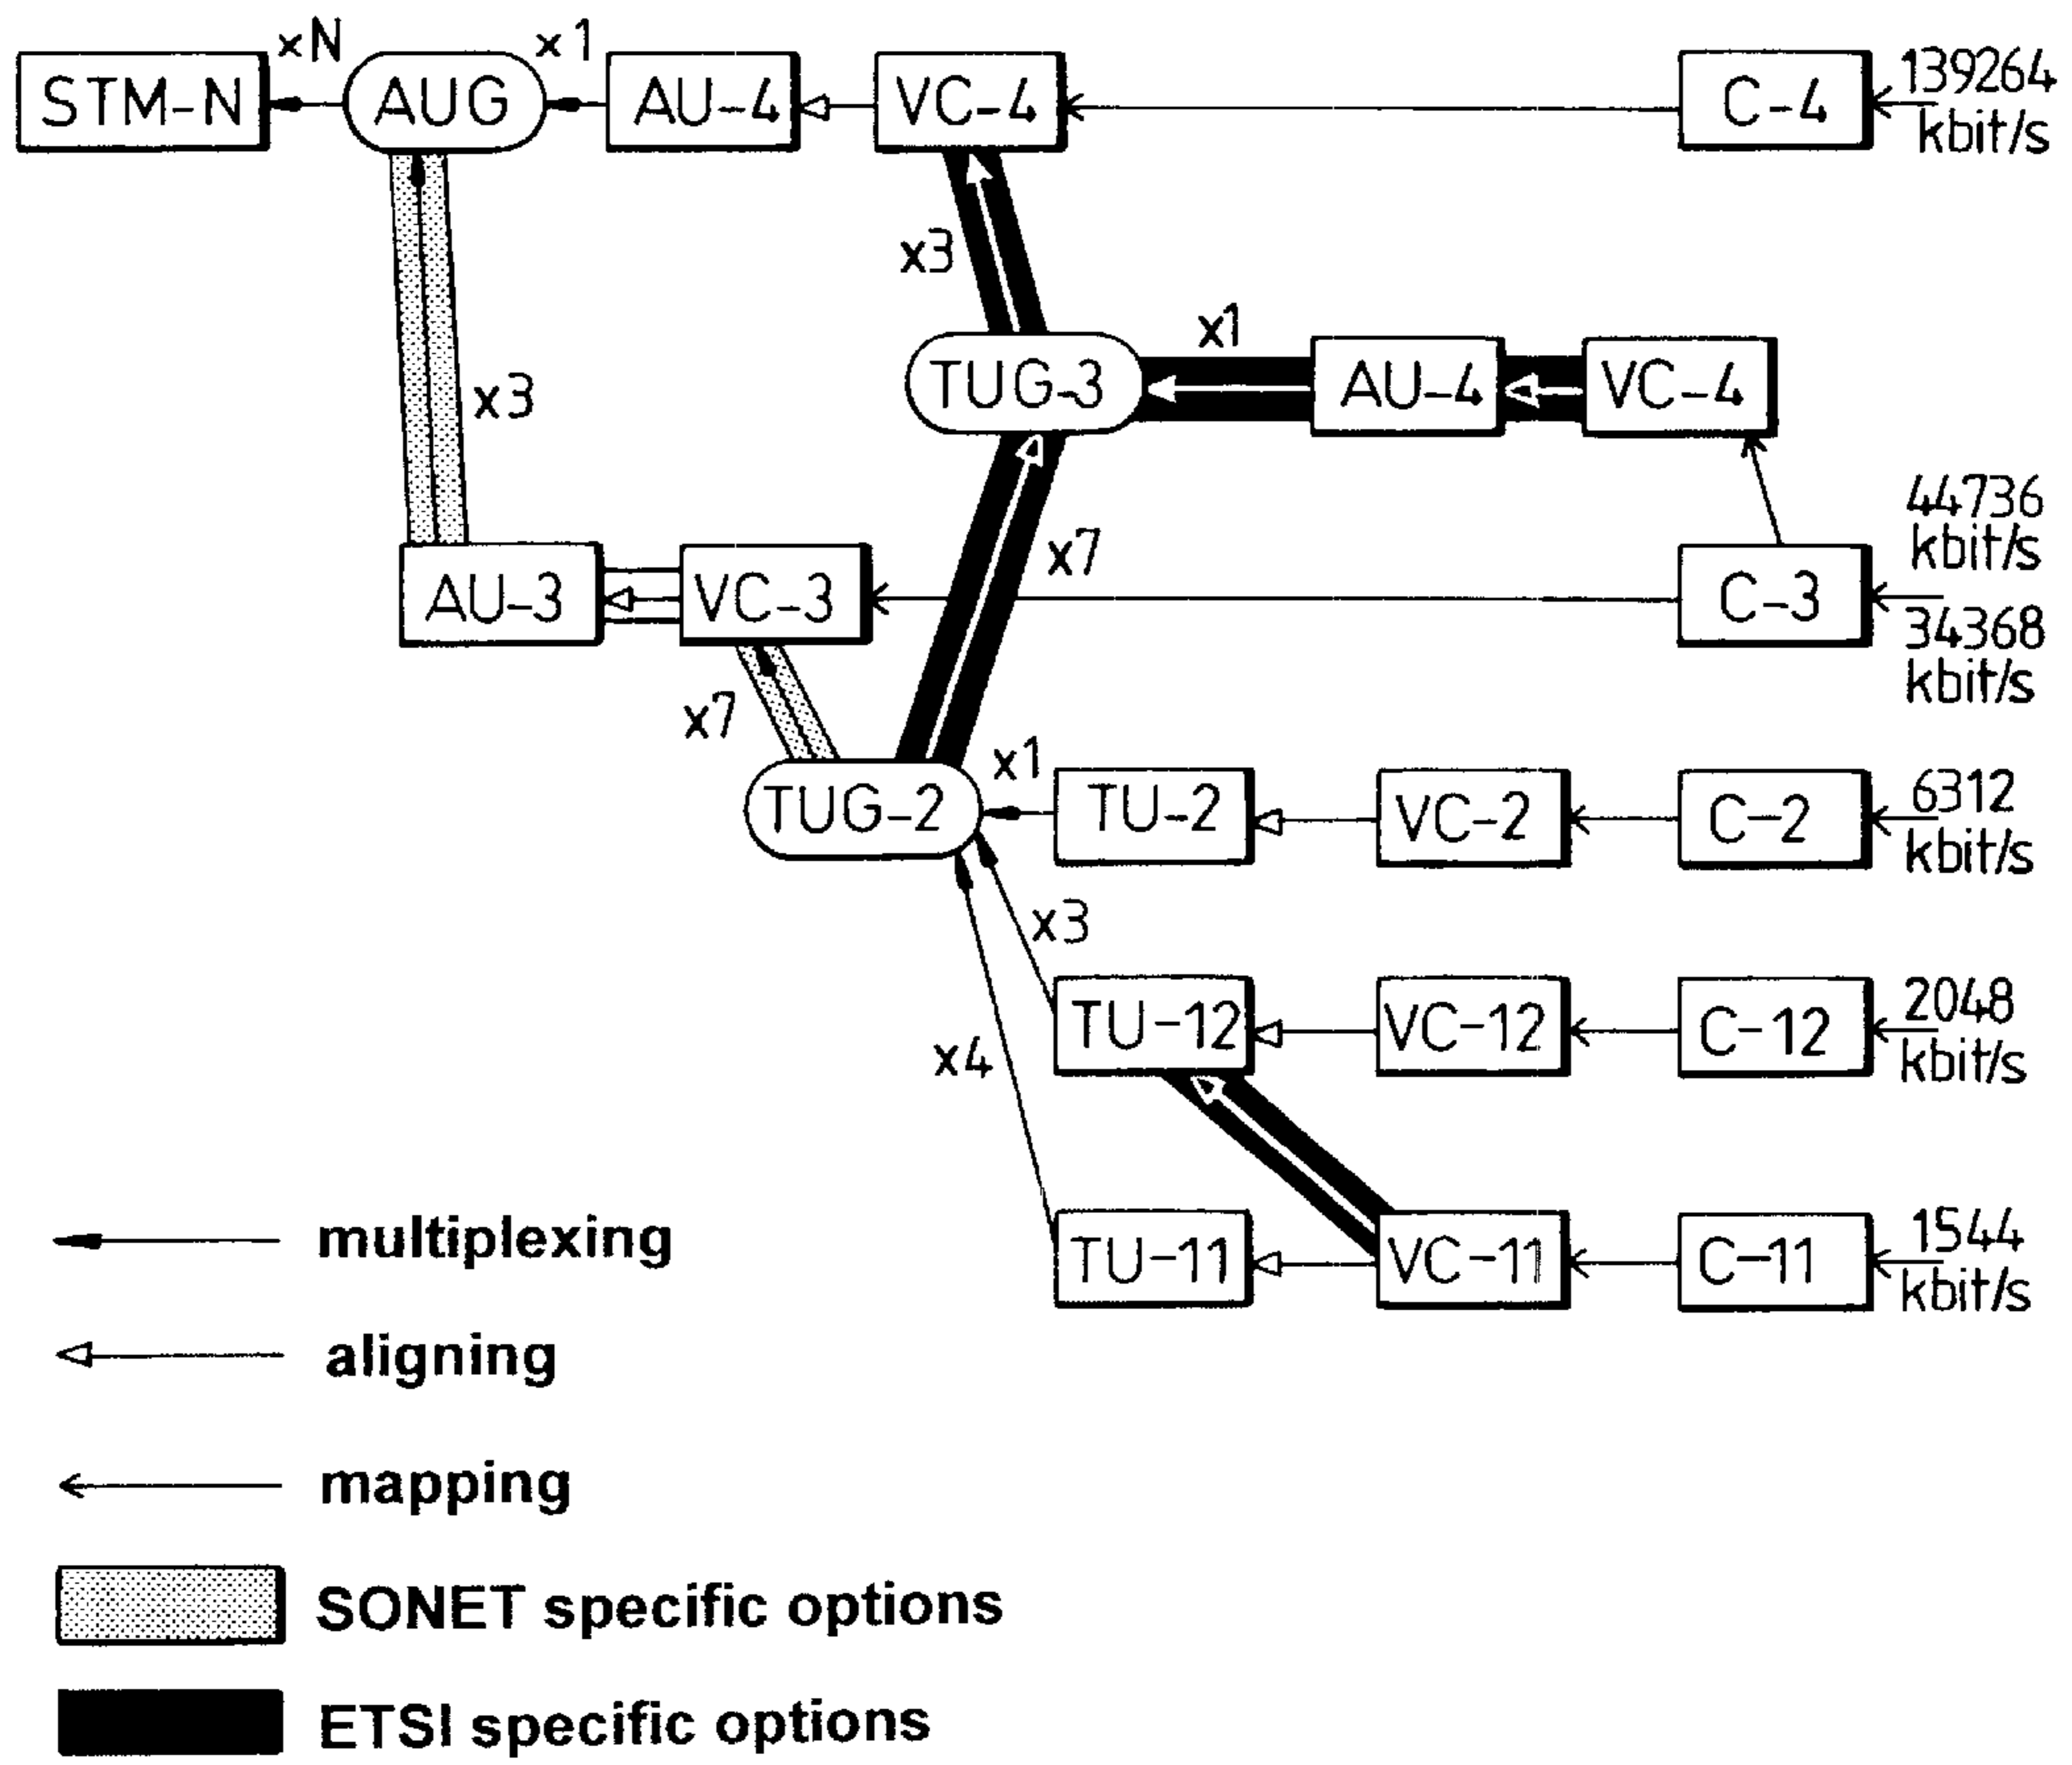 xN
x1
STM-N
AUG
AU-4
VC-4
C-4
139264
kbit/s
x3
TUG-3
x1
AU-4
VC-4
x3
44736
kbit/s
x7
AU-3
VC-3
C-3
34368
kbit/s
x7
TUG-2
x1
TU-2
VC-2
C-2
6312
kbit/s
x3
TU-12
VC-12
C-12
2048
kbit/s
x4
TU-11
VC-11
C-11
1544
kbit/s
multiplexing
aligning
mapping
SONET specific options
ETSI specific options